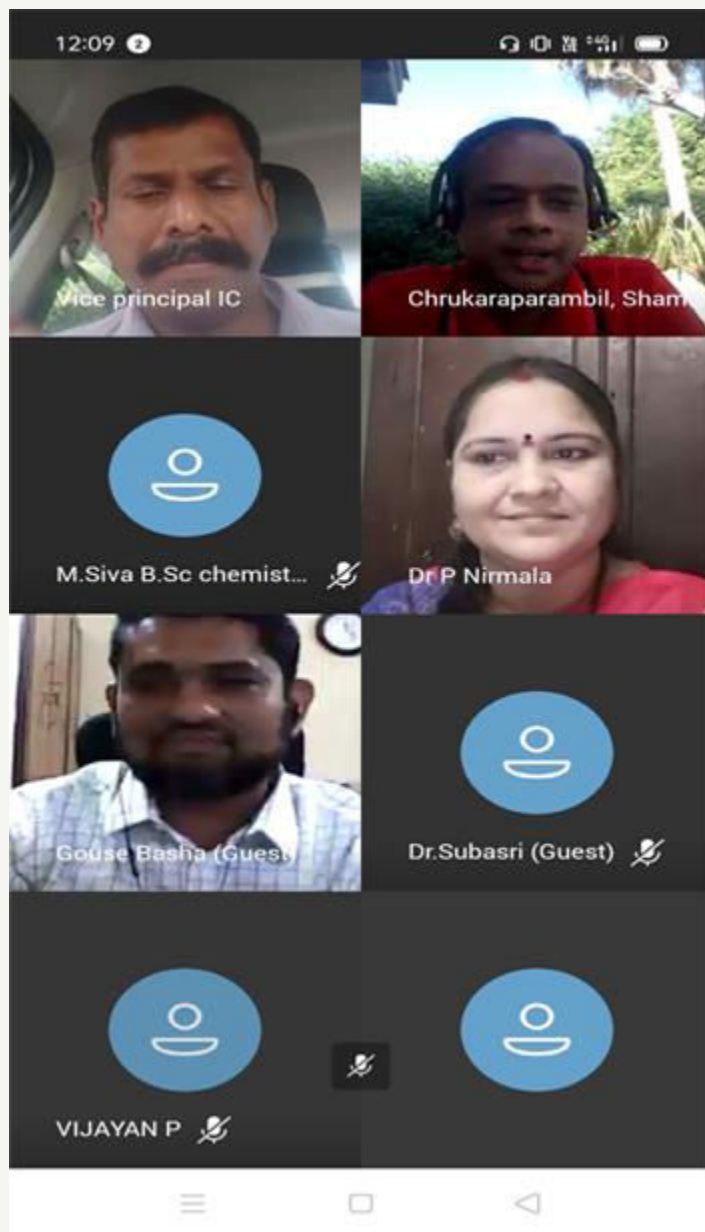 12:09 2
Vice principal IC
Chrukaraparambil, Sham
M.Siva B.Sc chemist...
Dr P Nirmala
Gouse Basha (Guest)
Dr.Subasri (Guest)
VIJAYAN P